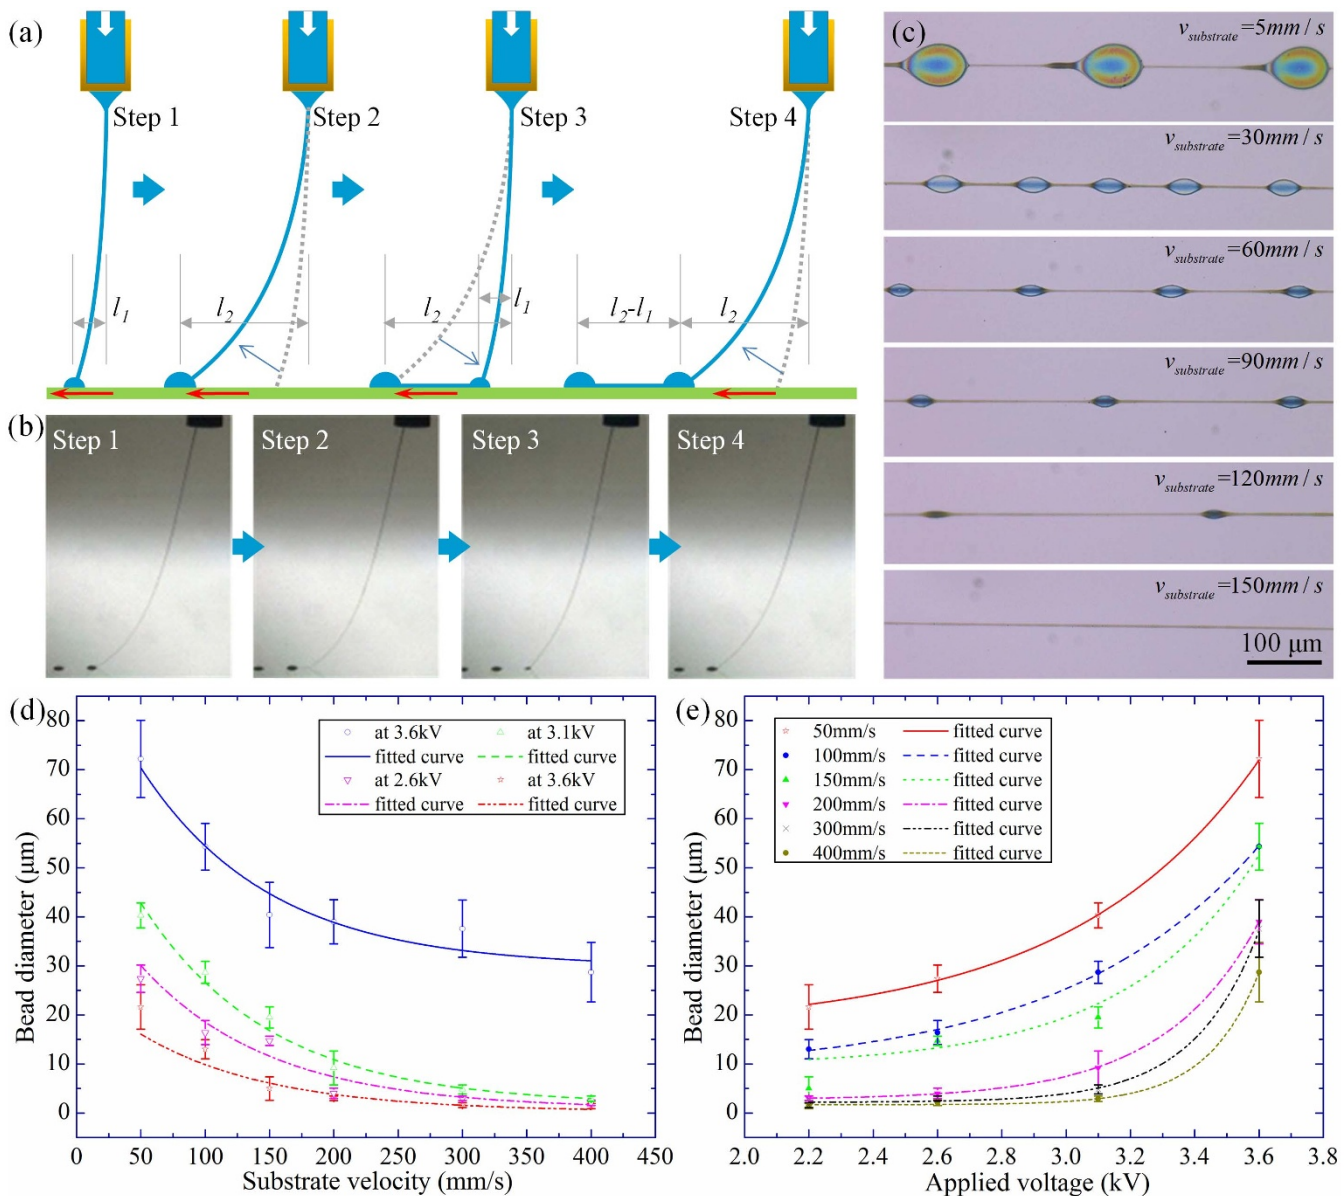 (a)
Step 1
Step 2
Step 3
Step 4
l1
l2
l2
l1
l2-l1
l2
(b)
Step 1
Step 2
Step 3
Step 4
(c)
vsubstrate=5mm/s
vsubstrate=30mm/s
vsubstrate=60mm/s
vsubstrate=90mm/s
vsubstrate=120mm/s
vsubstrate=150mm/s
100 μm
(d)
80
70
60
50
40
30
20
10
0
Bead diameter (μm)
at 3.6kV at 3.1kV
fitted curve fitted curve
at 2.6kV at 3.6kV
fitted curve fitted curve
0 50 100 150 200 250 300 350 400 450
Substrate velocity (mm/s)
(e)
80
70
60
50
40
30
20
10
0
Bead diameter (μm)
50mm/s fitted curve
100mm/s fitted curve
150mm/s fitted curve
200mm/s fitted curve
300mm/s fitted curve
400mm/s fitted curve
2.0 2.2 2.4 2.6 2.8 3.0 3.2 3.4 3.6 3.8
Applied voltage (kV)